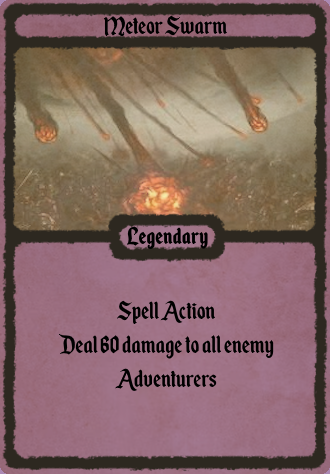 Meteor Swarm
Legendary
Spell Action
Deal 60 damage to all enemy
Adventurers